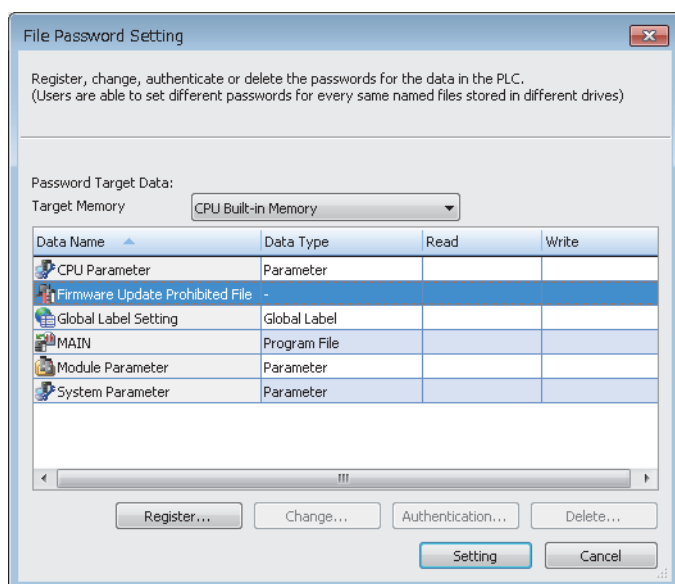 File Password Setting
Register, change, authenticate or delete the passwords for the data in the PLC.
(Users are able to set different passwords for every same named files stored in different drives)
Password Target Data:
Target Memory CPU Built-in Memory
Data Name Data Type Read Write
CPU Parameter Parameter
Firmware Update Prohibited File -
Global Label Setting Global Label
MAIN Program File
Module Parameter Parameter
System Parameter Parameter
Register... Change... Authentication... Delete...
Setting Cancel